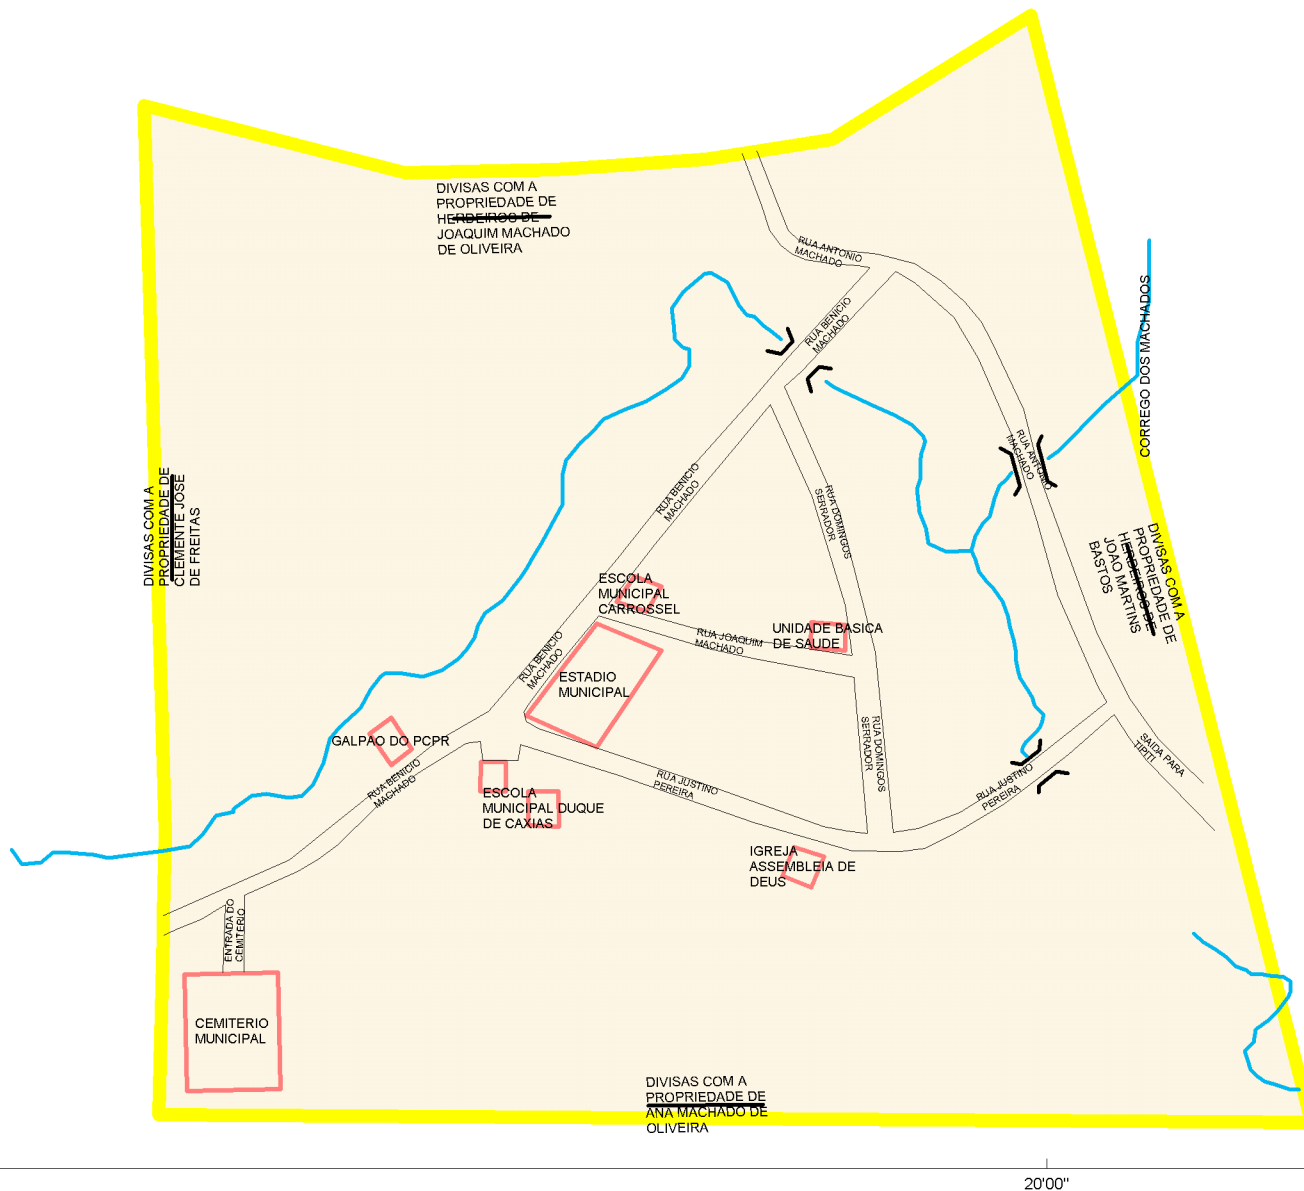 DIVISAS COM A
PROPRIEDADE DE
HERDEIROS DE
JOAQUIM MACHADO
DE OLIVEIRA
RUA ANTONIO
MACHADO
RUA BENICIO
MACHADO
CORREGO DOS MACHADOS
RUA ANTONIO
MACHADO
RUA BENICIO
MACHADO
RUA DOMINGOS
SERRADOR
DIVISAS COM A
PROPRIEDADE DE
CLEMENTE JOSE
DE FREITAS
DIVISAS COM A
PROPRIEDADE DE
HERDEIROS DE
JOAO MARTINS
BASTOS
ESCOLA
MUNICIPAL
CARROSSEL
RUA JOAQUIM
MACHADO
UNIDADE BASICA
DE SAUDE
RUA BENICIO
MACHADO
ESTADIO
MUNICIPAL
GALPAO DO PCPR
RUA DOMINGOS
SERRADOR
SAIDA PARA
TIPITI
RUA BENICIO
MACHADO
RUA JUSTINO
PEREIRA
RUA JUSTINO
PEREIRA
ESCOLA
MUNICIPAL DUQUE
DE CAXIAS
IGREJA
ASSEMBLEIA DE
DEUS
ENTRADA DO
CEMITERIO
CEMITERIO
MUNICIPAL
DIVISAS COM A
PROPRIEDADE DE
ANA MACHADO DE
OLIVEIRA
20'00"